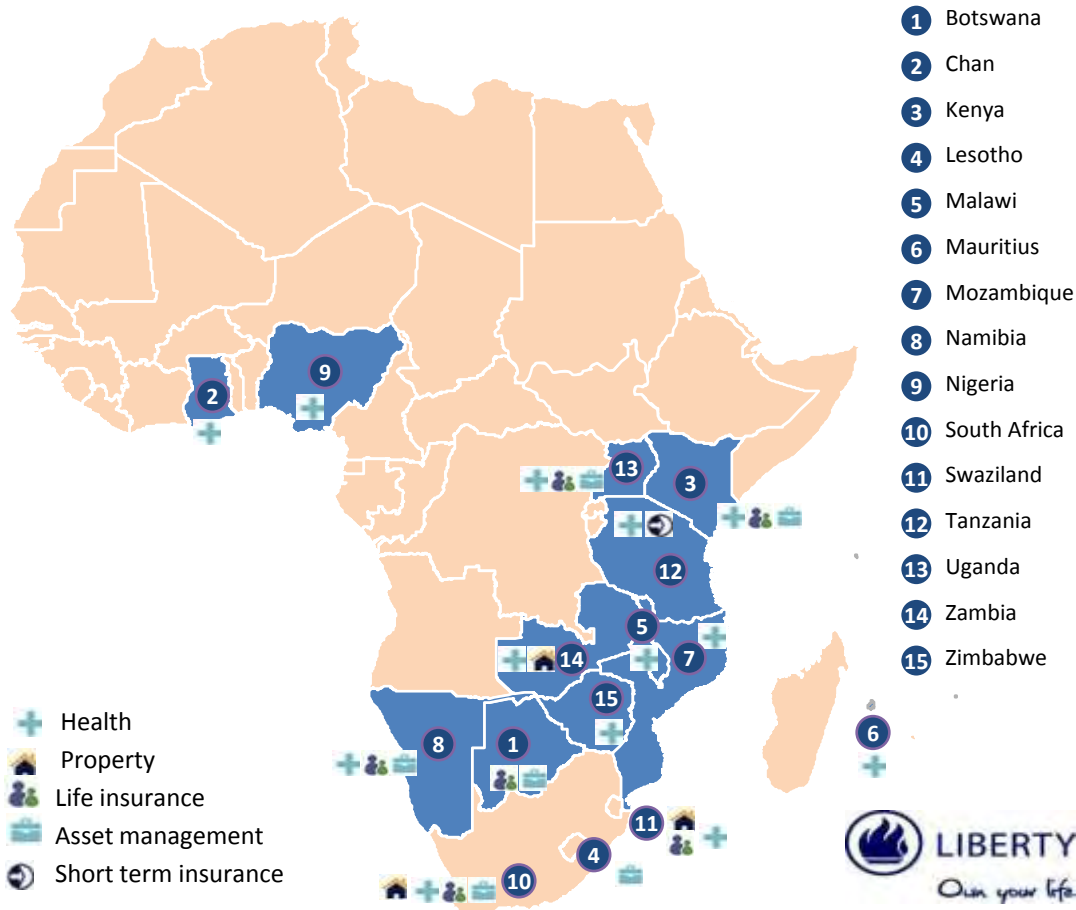 1 Botswana
2 Chan
3 Kenya
4 Lesotho
5 Malawi
6 Mauritius
7 Mozambique
8 Namibia
9 Nigeria
10 South Africa
11 Swaziland
12 Tanzania
13 Uganda
14 Zambia
15 Zimbabwe
9
2
13
3
12
5
14
7
15
6
8
1
11
4
10
Health
Property
Life insurance
Asset management
Short term insurance
LIBERTY
Own your life.